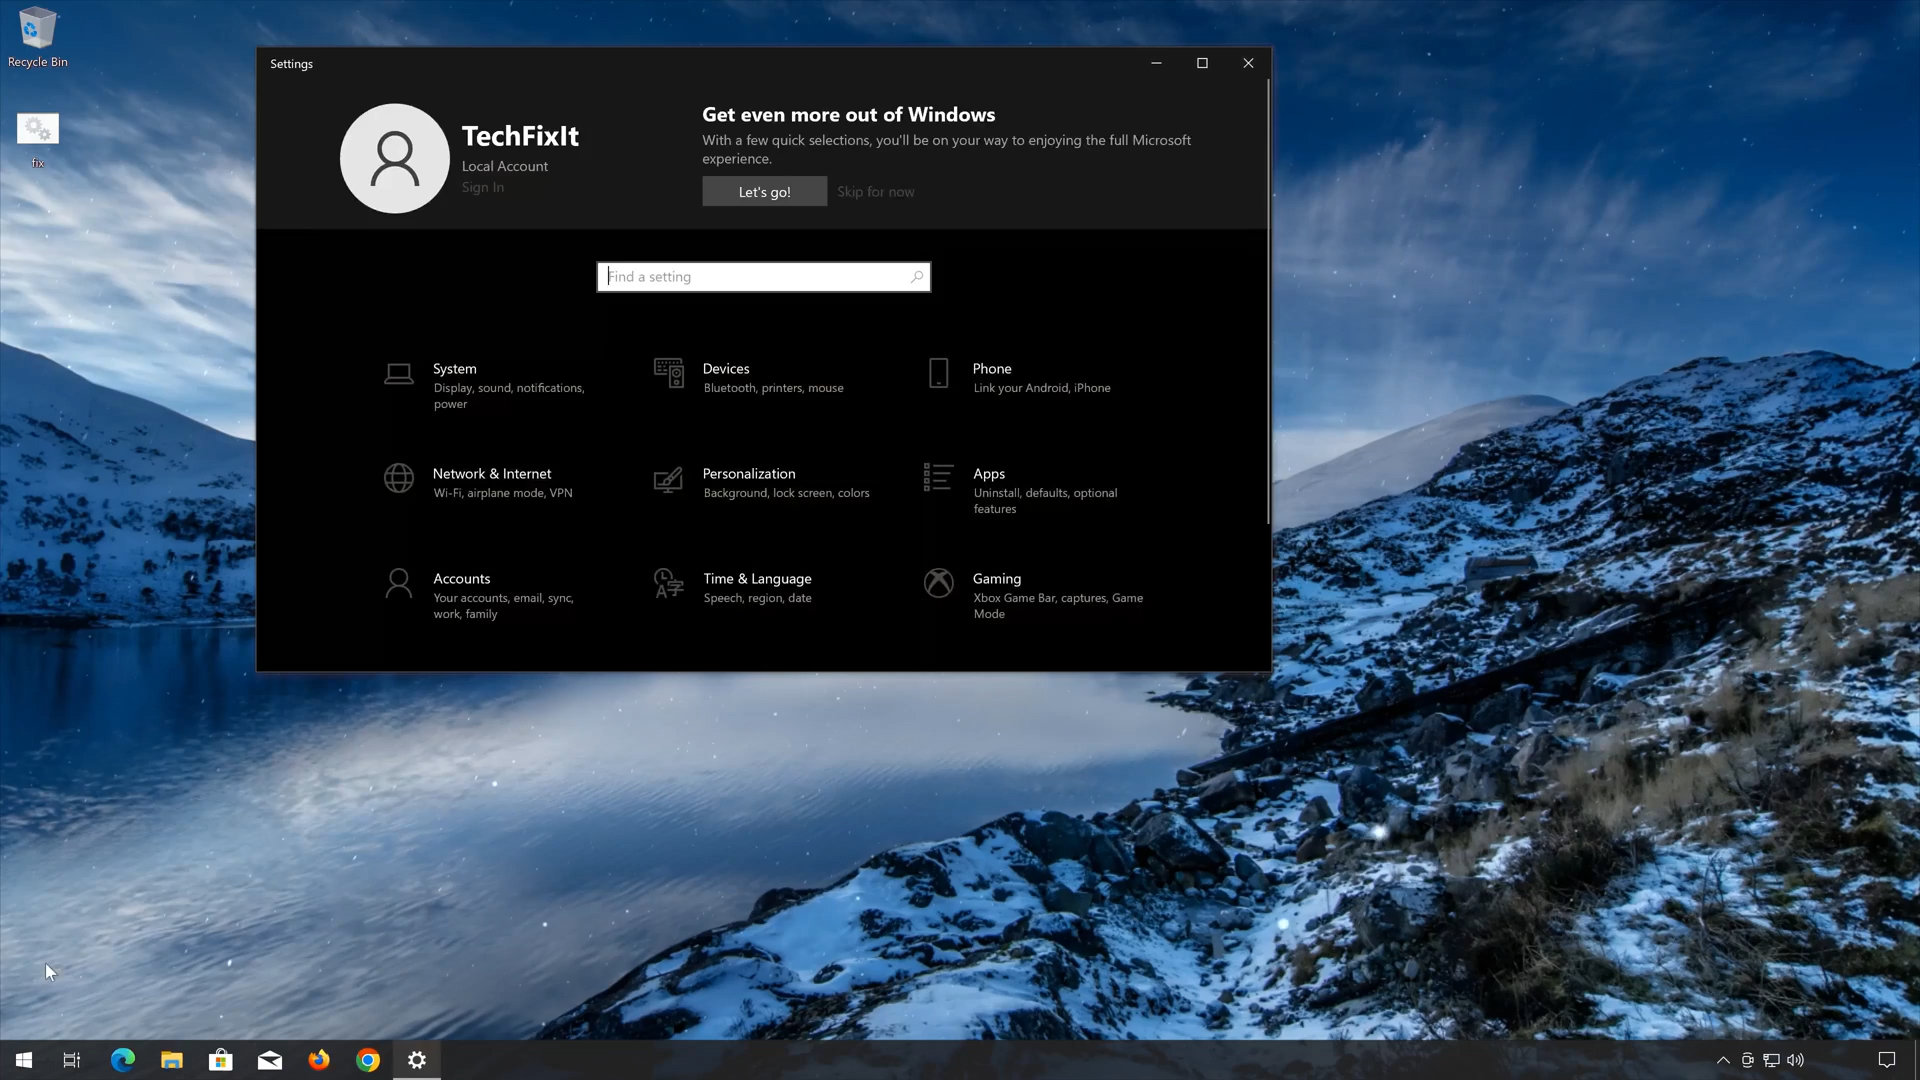 Recycle Bin
fix
Settings
TechFixIt
Local Account
Sign In
Get even more out of Windows
With a few quick selections, you'll be on your way to enjoying the full Microsoft
experience.
Let's go!
Skip for now
Find a setting
System
Display, sound, notifications,
power
Devices
Bluetooth, printers, mouse
Phone
Link your Android, iPhone
Network & Internet
Wi-Fi, airplane mode, VPN
Personalization
Background, lock screen, colors
Apps
Uninstall, defaults, optional
features
Accounts
Your accounts, email, sync,
work, family
Time & Language
Speech, region, date
Gaming
Xbox Game Bar, captures, Game
Mode